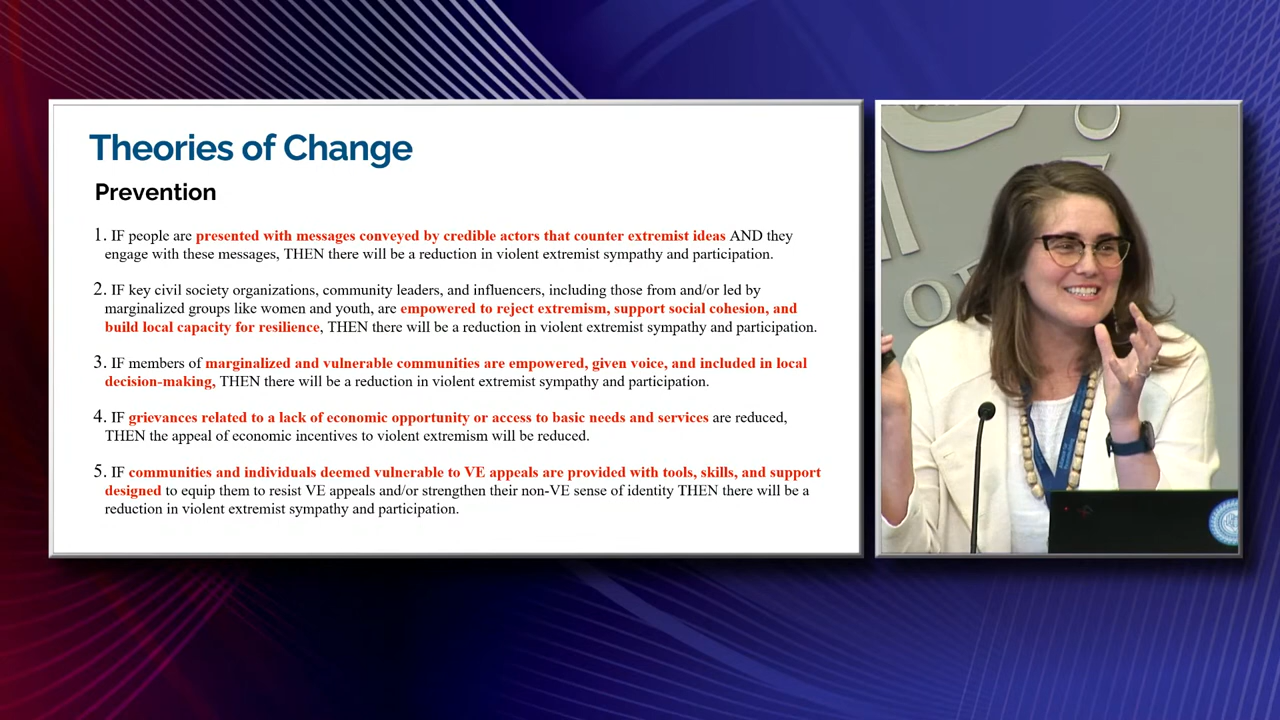 Theories of Change
Prevention
1. IF people are presented with messages conveyed by credible actors that counter extremist ideas AND they
engage with these messages, THEN there will be a reduction in violent extremist sympathy and participation.
2. IF key civil society organizations, community leaders, and influencers, including those from and/or led by
marginalized groups like women and youth, are empowered to reject extremism, support social cohesion, and
build local capacity for resilience, THEN there will be a reduction in violent extremist sympathy and participation.
3. IF members of marginalized and vulnerable communities are empowered, given voice, and included in local
decision-making, THEN there will be a reduction in violent extremist sympathy and participation.
4. IF grievances related to a lack of economic opportunity or access to basic needs and services are reduced,
THEN the appeal of economic incentives to violent extremism will be reduced.
5. IF communities and individuals deemed vulnerable to VE appeals are provided with tools, skills, and support
designed to equip them to resist VE appeals and/or strengthen their non-VE sense of identity THEN there will be a
reduction in violent extremist sympathy and participation.